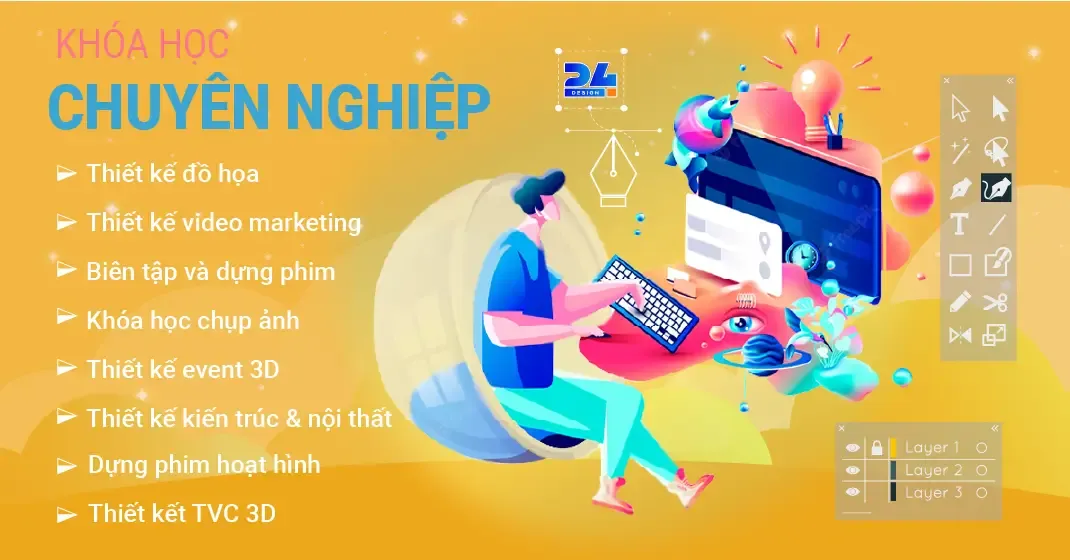 KHÓA HỌC
CHUYÊN NGHIỆP
Thiết kế đồ họa
Thiết kế video marketing
Biên tập và dựng phim
Khóa học chụp ảnh
Thiết kế event 3D
Thiết kế kiến trúc & nội thất
Dựng phim hoạt hình
Thiết kết TVC 3D
24
DESIGN
T
Layer 1
Layer 2
Layer 3